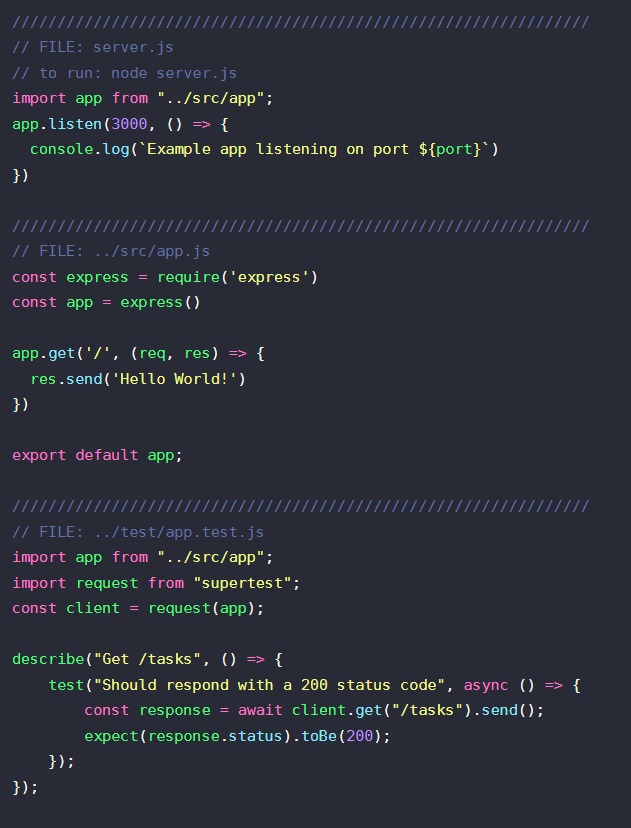 ////////////////////////////////////////////////////////////////
// FILE: server.js
// to run: node server.js
import app from "../src/app";
app.listen(3000, () => {
  console.log(`Example app listening on port ${port}`)
})

////////////////////////////////////////////////////////////////
// FILE: ../src/app.js
const express = require('express')
const app = express()

app.get('/', (req, res) => {
  res.send('Hello World!')
})

export default app;

////////////////////////////////////////////////////////////////
// FILE: ../test/app.test.js
import app from "../src/app";
import request from "supertest";
const client = request(app);

describe("Get /tasks", () => {
    test("Should respond with a 200 status code", async () => {
        const response = await client.get("/tasks").send();
        expect(response.status).toBe(200);
    });
});